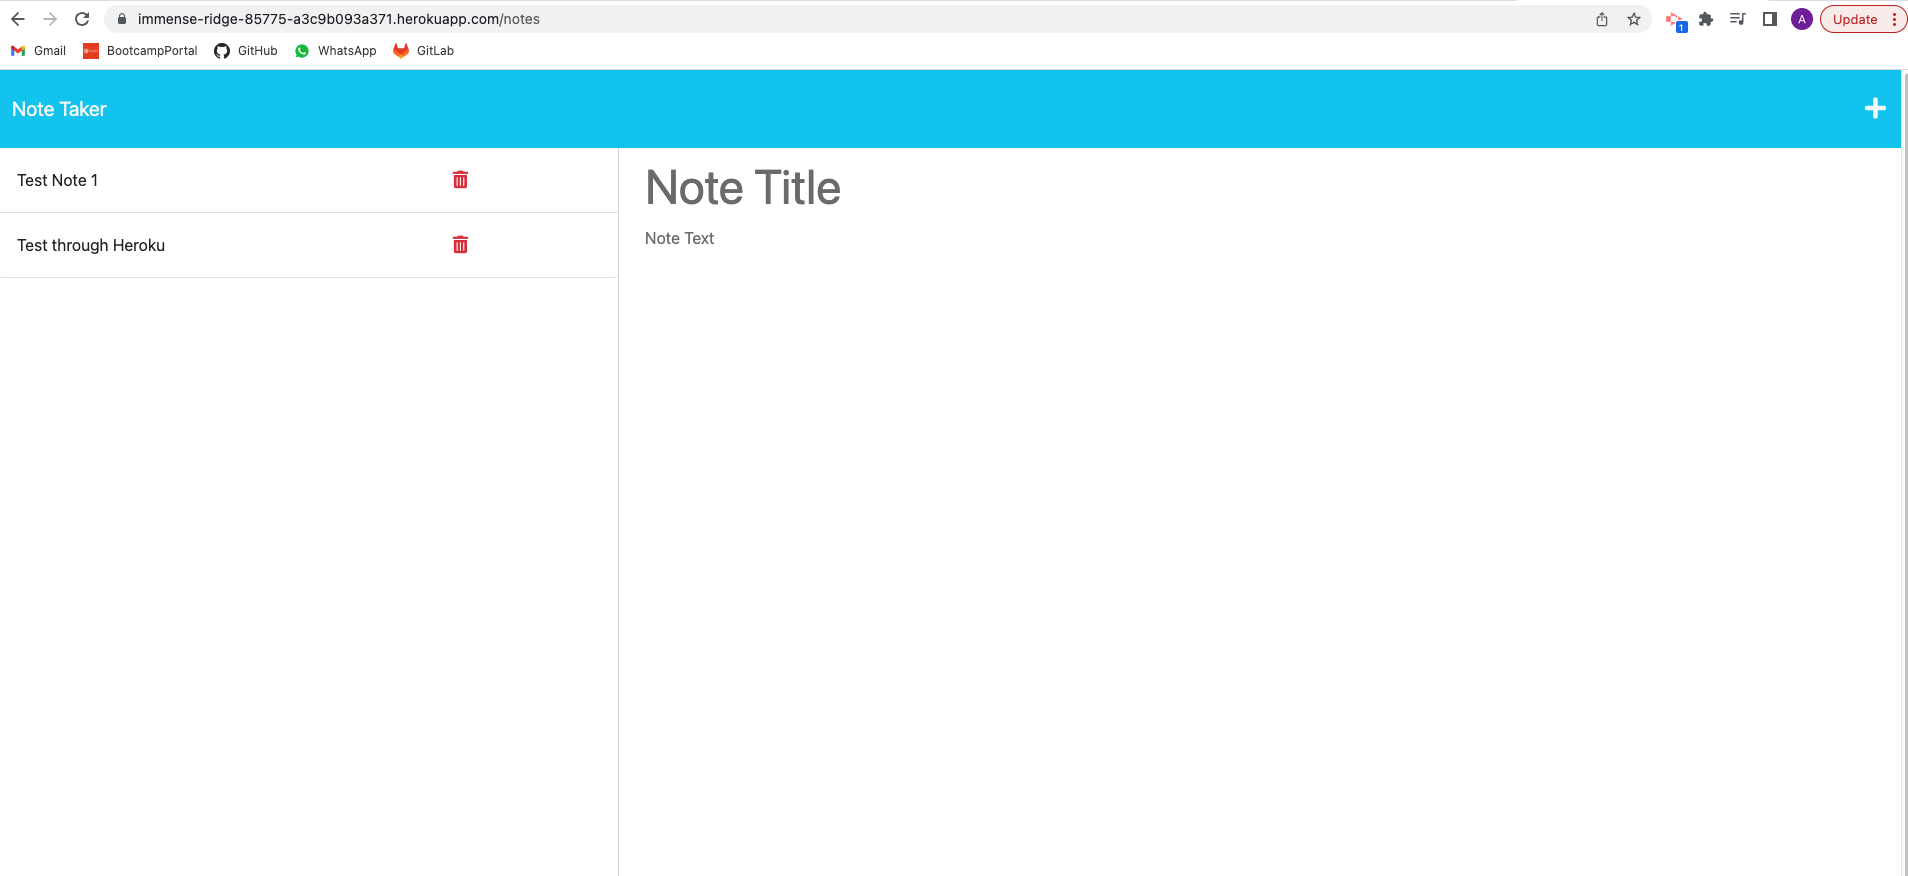 immense-ridge-85775-a3c9b093a371.herokuapp.com/notes
1
A
Update
Gmail
BootcampPortal
GitHub
WhatsApp
GitLab
Note Taker
Test Note 1
Test through Heroku
Note Title
Note Text